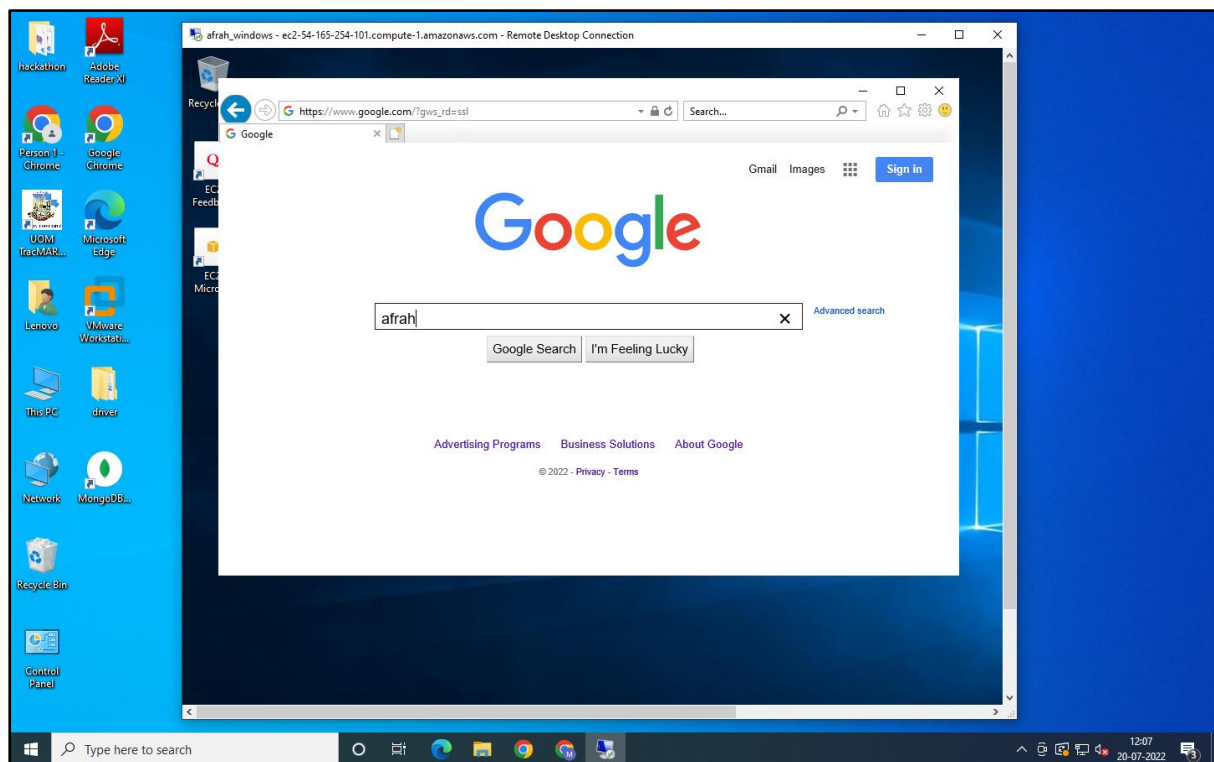 afrah_windows - ec2-54-165-254-101.compute-1.amazonaws.com - Remote Desktop Connection
hackathon
Adobe
Reader XI
Person 1 -
Chrome
Google
Chrome
UOM
TracMAR...
Microsoft
Edge
Lenovo
VMware
Workstati...
This PC
driver
Network
MongoDB...
Recycle Bin
Control
Panel
Recycle
EC2
Feedb
EC2
Micro
https://www.google.com/?gws_rd=ssl
Search...
Google
Gmail Images Sign in
Google
afrah
Advanced search
Google Search I'm Feeling Lucky
Advertising Programs Business Solutions About Google
© 2022 - Privacy - Terms
Type here to search
12:07
20-07-2022
3